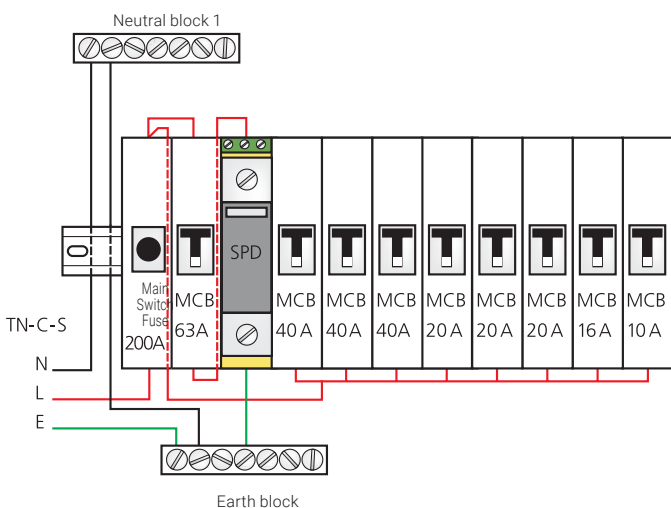 Neutral block 1
SPD
Main
Switch
Fuse
200A
MCB
63A
MCB
40 A
MCB
40 A
MCB
40A
MCB
20 A
MCB
20 A
MCB
20 A
MCB
16 A
MCB
10 A
TN-C-S
N
L
E
Earth block